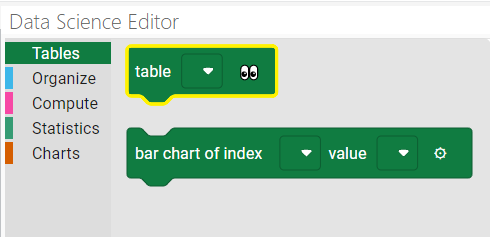 Data Science Editor
Tables
Organize
Compute
Statistics
Charts
table
bar chart of index value